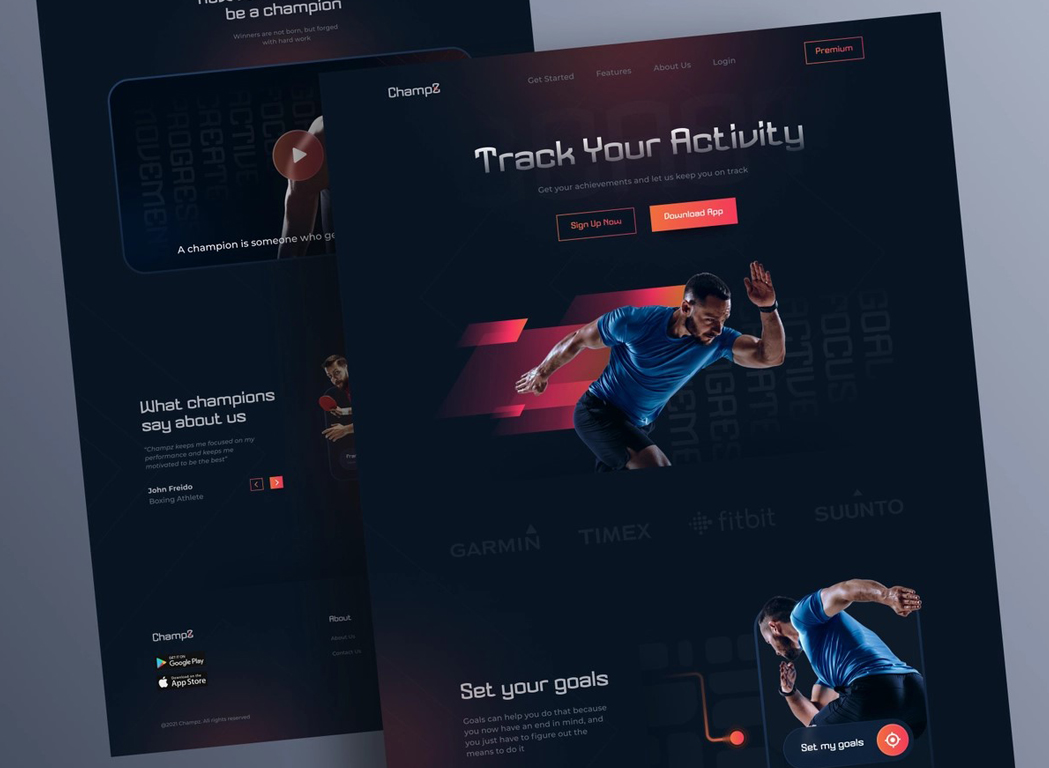 be a champion
Winners are not born, but forged
with hard work
A champion is someone who ge
What champions
say about us
"Champz keeps me focused on my
performance and keeps me
motivated to be the best"
John Freido
Boxing Athlete
ChampZ
GET IT ON
Google Play
Download on the
App Store
©2021 Champz. All rights reserved
About
About Us
Contact Us
ChampZ
Get Started
Features
About Us
Login
Premium
Track Your Activity
Get your achievements and let us keep you on track
Sign Up Now
Download App
GOAL
FOCUS
ACTIVE
GARMIN
TIMEX
fitbit
SUUNTO
Set your goals
Goals can help you do that because
you now have an end in mind, and
you just have to figure out the
means to do it
Set my goals